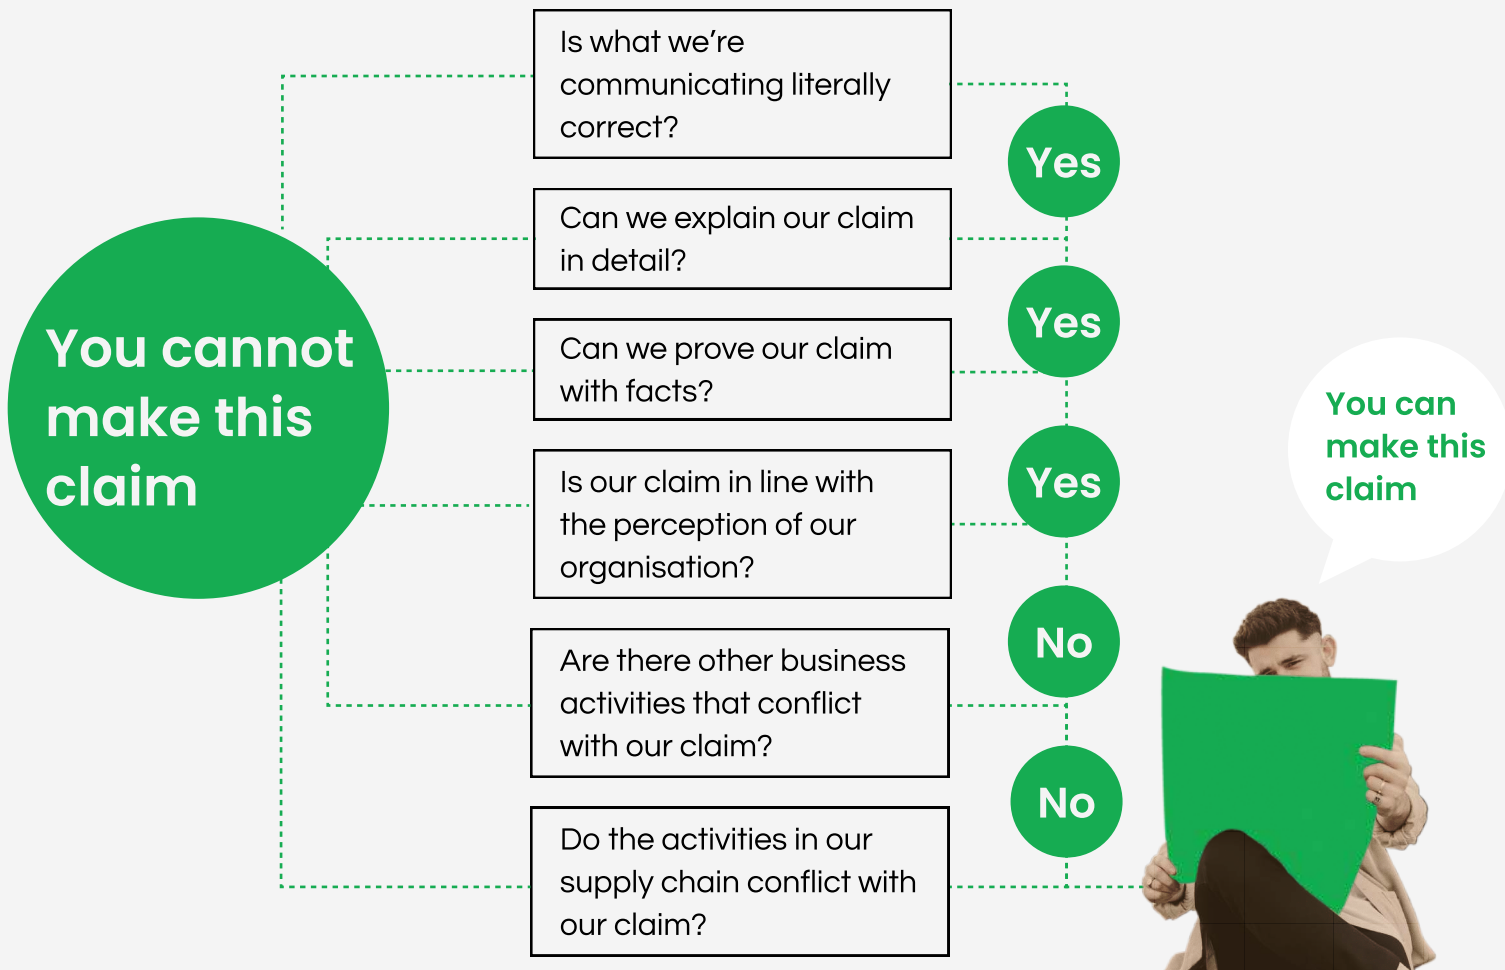 Is what we’re
communicating literally
correct?
Yes
Can we explain our claim
in detail?
Yes
Can we prove our claim
with facts?
Yes
Is our claim in line with
the perception of our
organisation?
No
Are there other business
activities that conflict
with our claim?
No
Do the activities in our
supply chain conflict with
our claim?
You cannot
make this
claim
You can
make this
claim